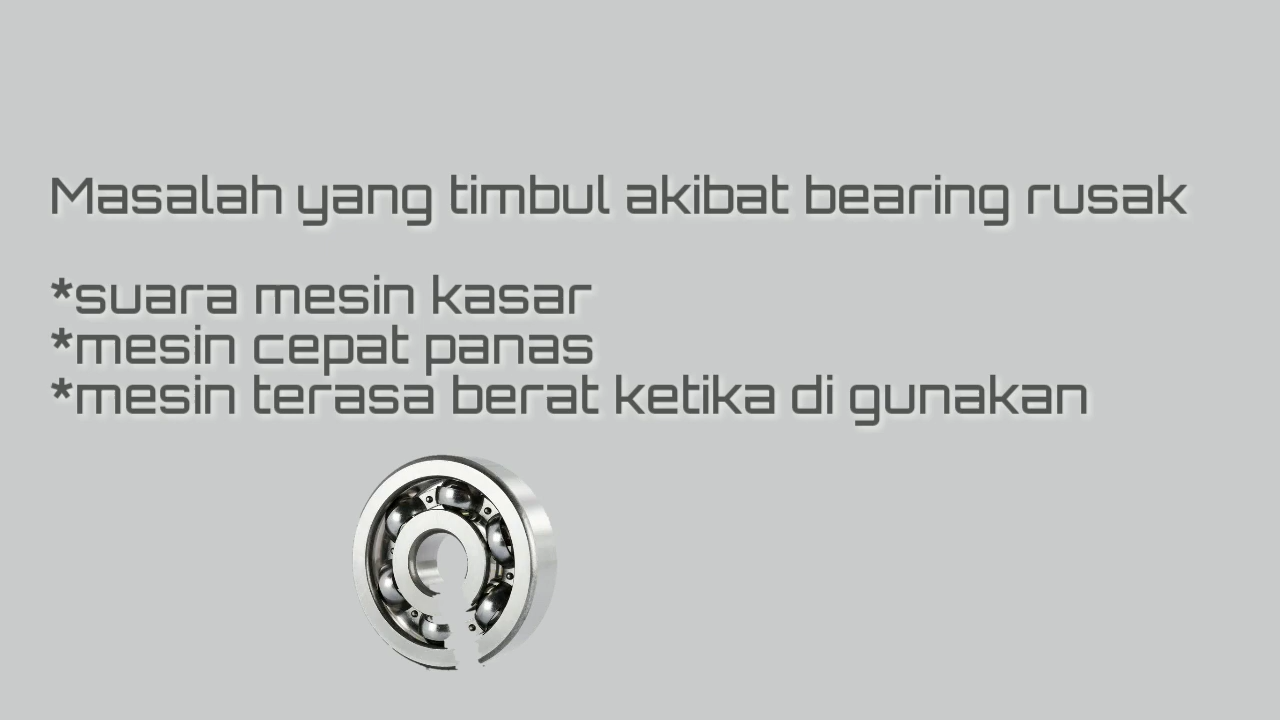 Masalah yang timbul akibat bearing rusak
*suara mesin kasar
*mesin cepat panas
*mesin terasa berat ketika di gunakan